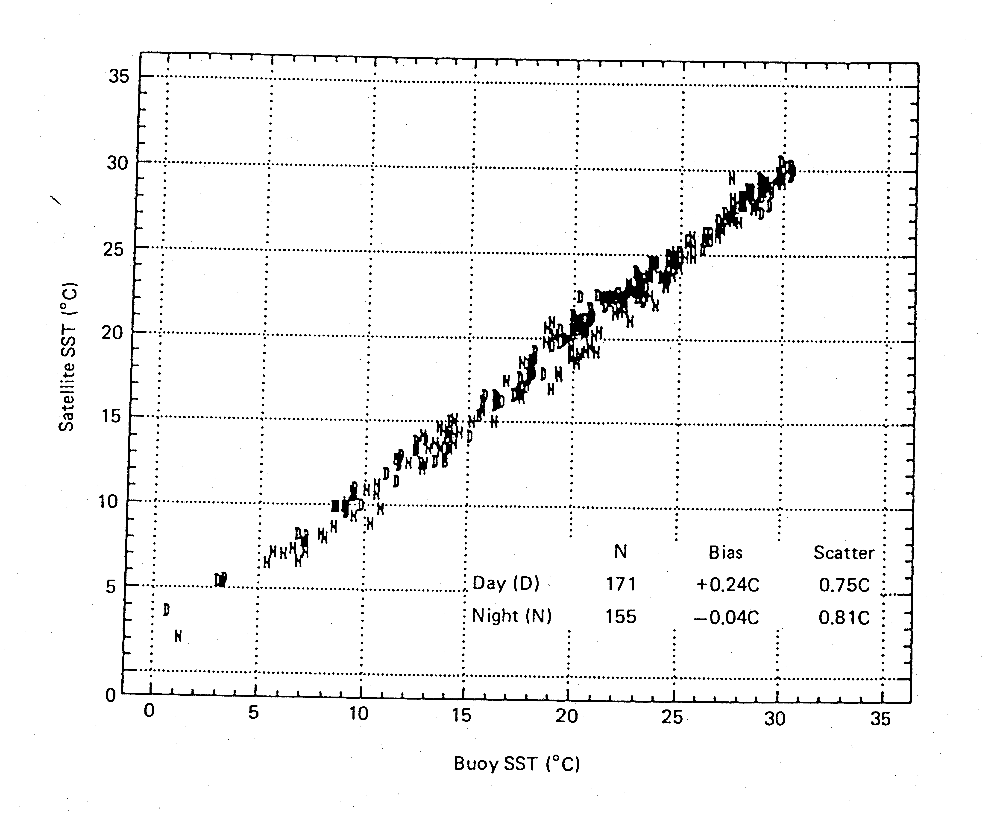 35
30
25
20
15
10
5
0
Satellite SST (°C)
N Bias Scatter
Day (D) 171 +0.24C 0.75C
Night (N) 155 −0.04C 0.81C
0 5 10 15 20 25 30 35
Buoy SST (°C)